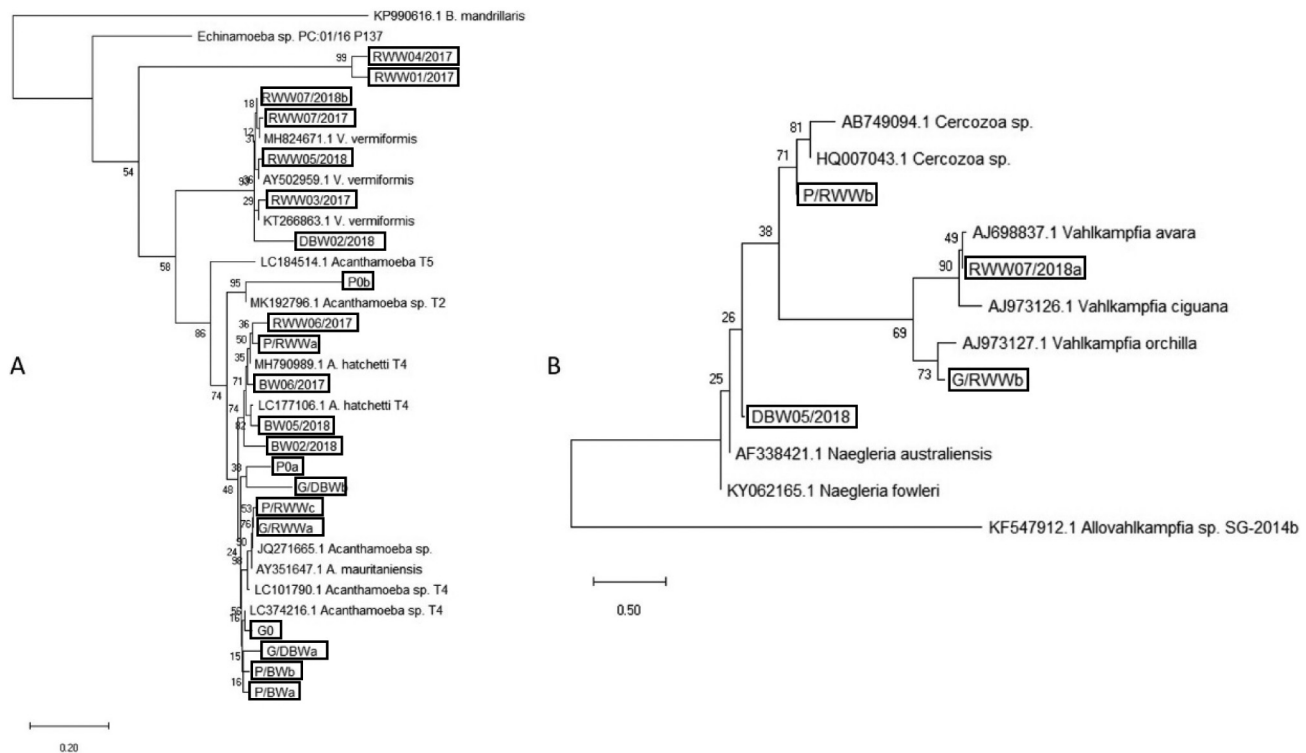 KP990616.1 B. mandrillaris
Echinamoeba sp. PC:01/16 P137
99
RWW04/2017
RWW01/2017
18
RWW07/2018b
RWW07/2017
12
31
MH824671.1 V. vermiformis
RWW05/2018
AY502959.1 V. vermiformis
54
29
RWW03/2017
KT266863.1 V. vermiformis
DBW02/2018
58
LC184514.1 Acanthamoeba T5
95
P0b
MK192796.1 Acanthamoeba sp. T2
86
36
RWW06/2017
50
P/RWWa
35
MH790989.1 A. hatchetti T4
A
71
BW06/2017
74
74
LC177106.1 A. hatchetti T4
82
BW05/2018
BW02/2018
38
P0a
48
G/DBWb
53
P/RWWc
76
G/RWWa
50
24
JQ271665.1 Acanthamoeba sp.
98
AY351647.1 A. mauritaniensis
LC101790.1 Acanthamoeba sp. T4
56
LC374216.1 Acanthamoeba sp. T4
16
G0
G/DBWa
15
P/BWb
16
P/BWa
0.20
81
AB749094.1 Cercozoa sp.
71
HQ007043.1 Cercozoa sp.
P/RWWb
38
49
AJ698837.1 Vahlkampfia avara
90
RWW07/2018a
AJ973126.1 Vahlkampfia ciguana
26
69
AJ973127.1 Vahlkampfia orchilla
B
73
G/RWWb
25
DBW05/2018
AF338421.1 Naegleria australiensis
KY062165.1 Naegleria fowleri
KF547912.1 Allovahlkampfia sp. SG-2014b
0.50